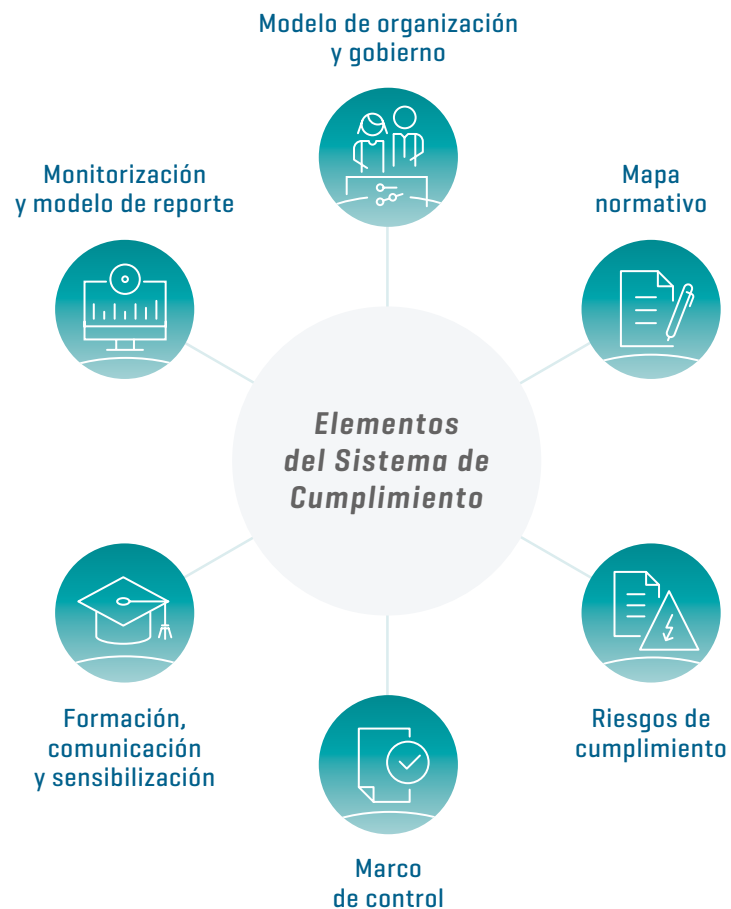 Modelo de organización
y gobierno
Monitorización
y modelo de reporte
Mapa
normativo
Elementos
del Sistema de
Cumplimiento
Formación,
comunicación
y sensibilización
Riesgos de
cumplimiento
Marco
de control